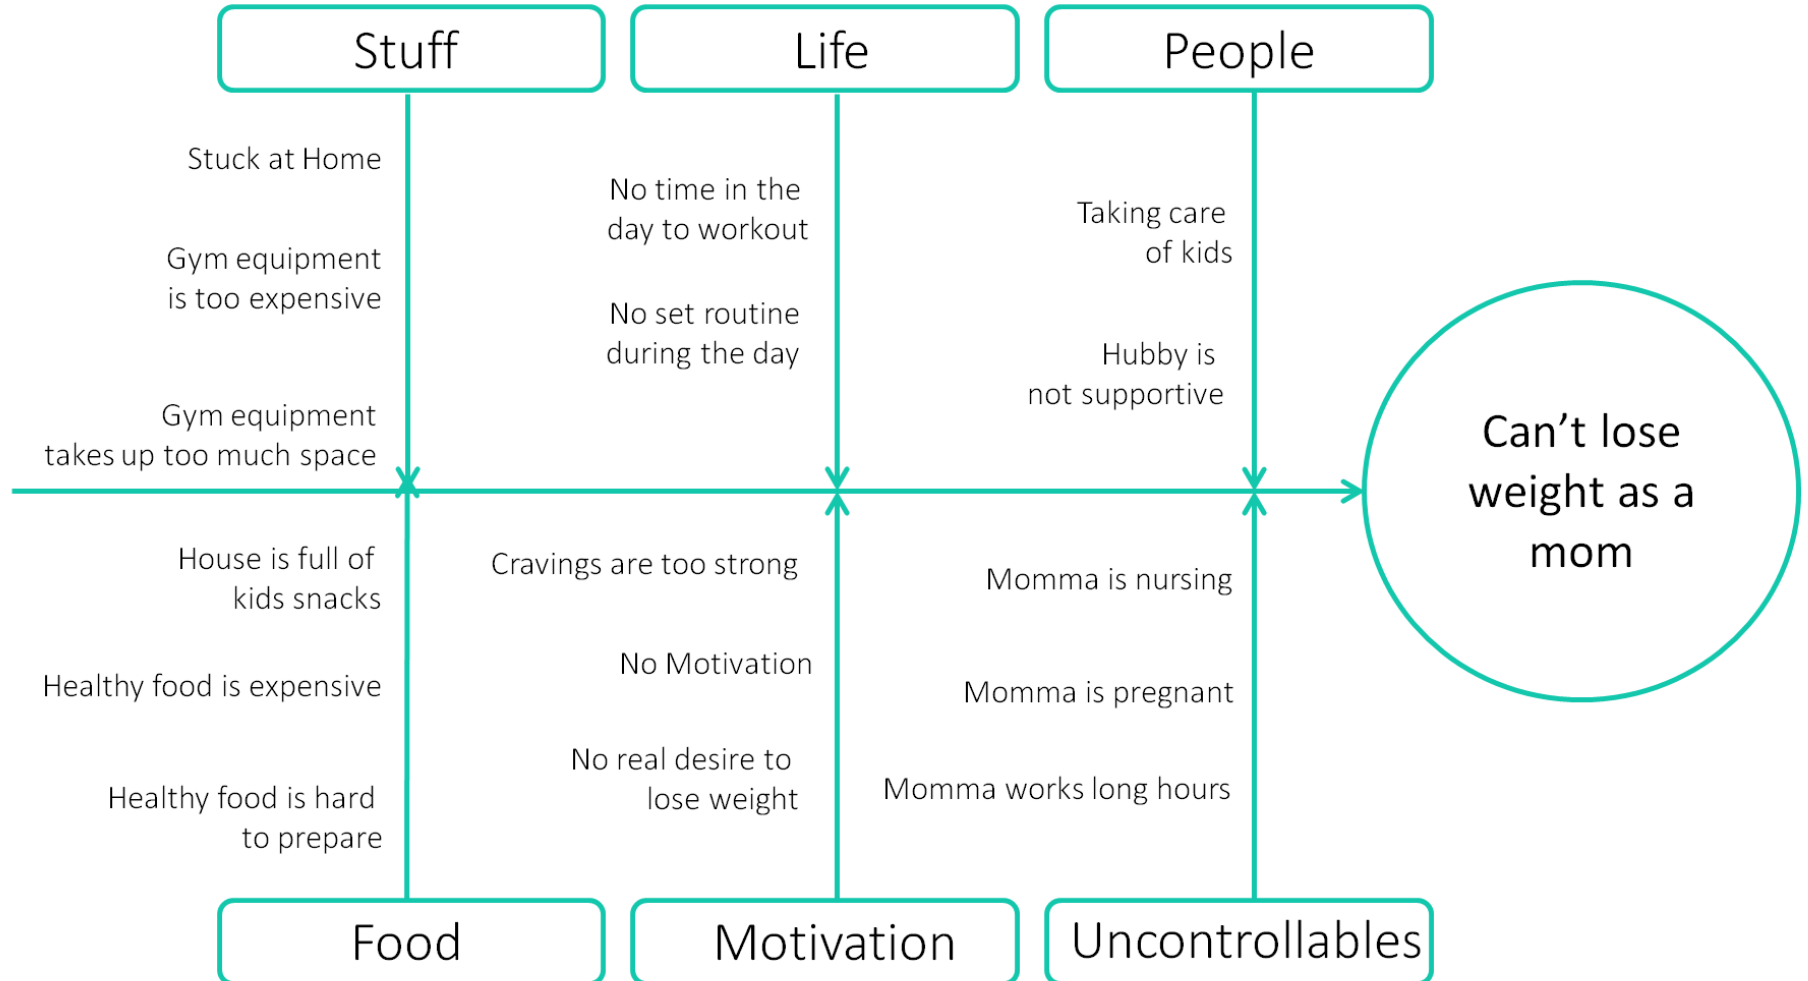 Stuff
Life
People
Stuck at Home
Gym equipment
is too expensive
Gym equipment
takes up too much space
No time in the
day to workout
No set routine
during the day
Taking care
of kids
Hubby is
not supportive
Can’t lose
weight as a
mom
House is full of
kids snacks
Healthy food is expensive
Healthy food is hard
to prepare
Cravings are too strong
No Motivation
No real desire to
lose weight
Momma is nursing
Momma is pregnant
Momma works long hours
Food
Motivation
Uncontrollables